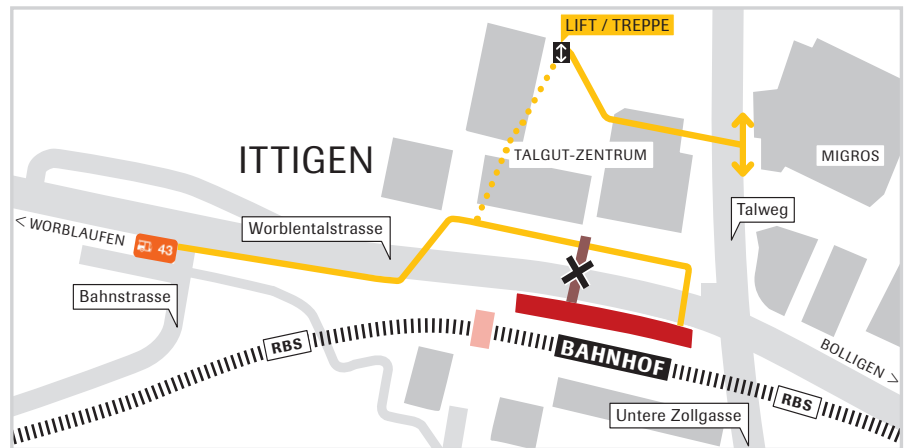 LIFT / TREPPE
ITTIGEN
TALGUT-ZENTRUM
MIGROS
Talweg
< WORBLAUFEN
43
Worblentalstrasse
Bahnstrasse
RBS
BAHNHOF
BOLLIGEN >
RBS
Untere Zollgasse